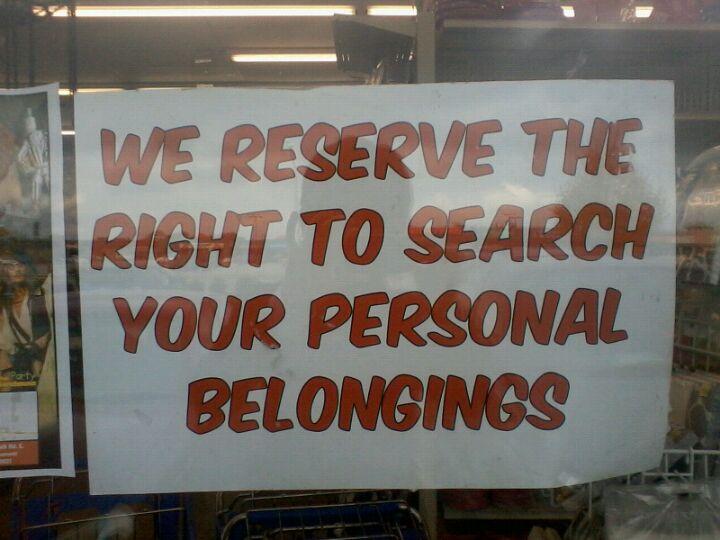 WE RESERVE THE
RIGHT TO SEARCH
YOUR PERSONAL
BELONGINGS